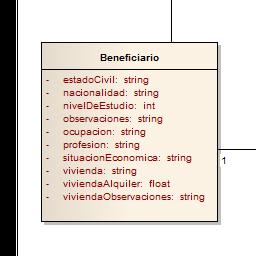 Beneficiario
- estadoCivil: string
- nacionalidad: string
- nivelDeEstudio: int
- observaciones: string
- ocupacion: string
- profesion: string
- situacionEconomica: string
- vivienda: string
- viviendaAlquiler: float
- viviendaObservaciones: string
1